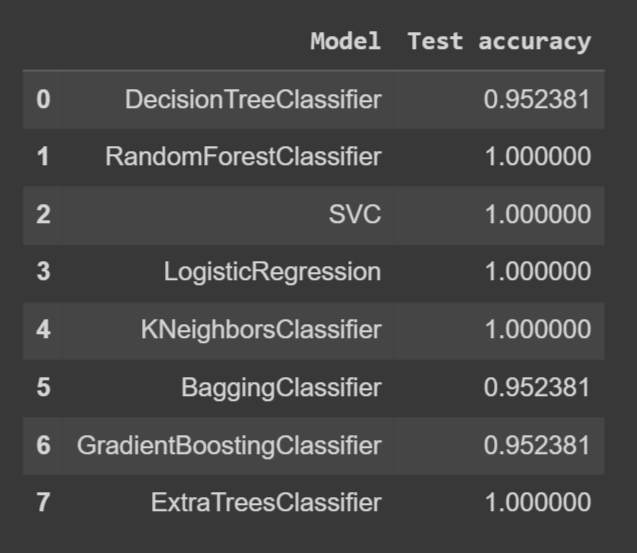 Model Test accuracy
0 DecisionTreeClassifier 0.952381
1 RandomForestClassifier 1.000000
2 SVC 1.000000
3 LogisticRegression 1.000000
4 KNeighborsClassifier 1.000000
5 BaggingClassifier 0.952381
6 GradientBoostingClassifier 0.952381
7 ExtraTreesClassifier 1.000000